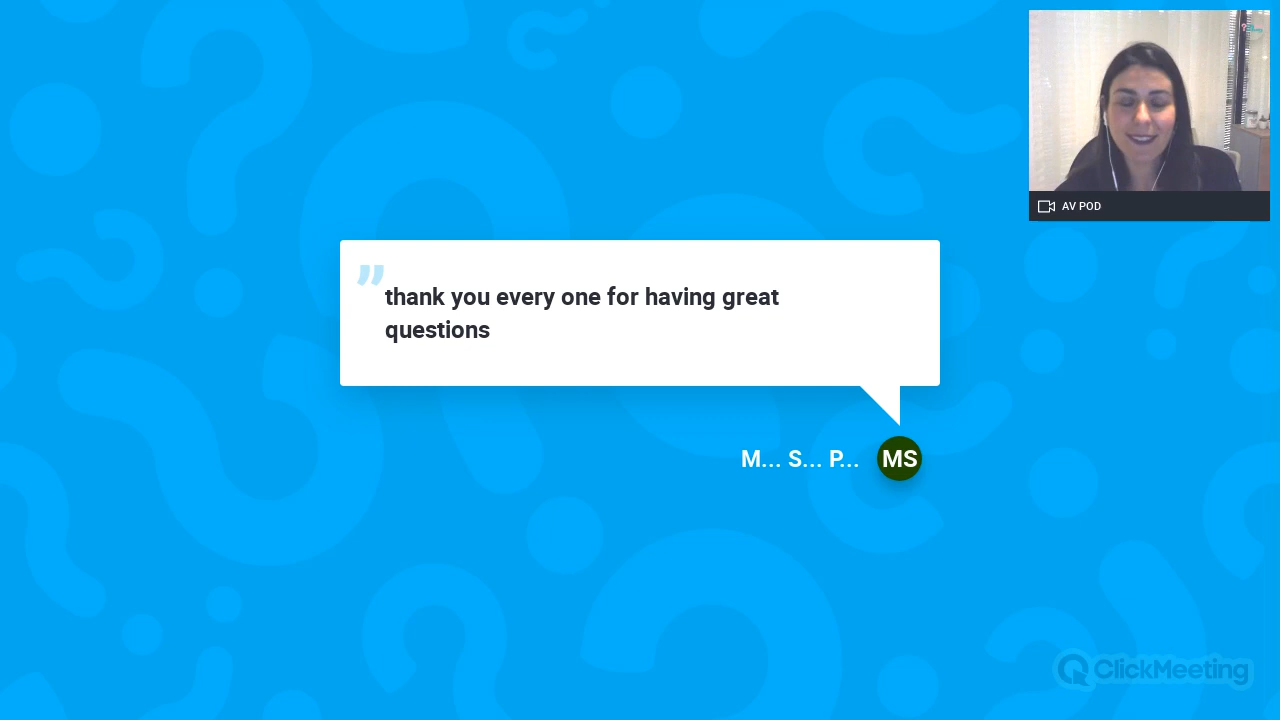 AV POD
”
thank you every one for having great
questions
M... S... P...
MS
ClickMeeting